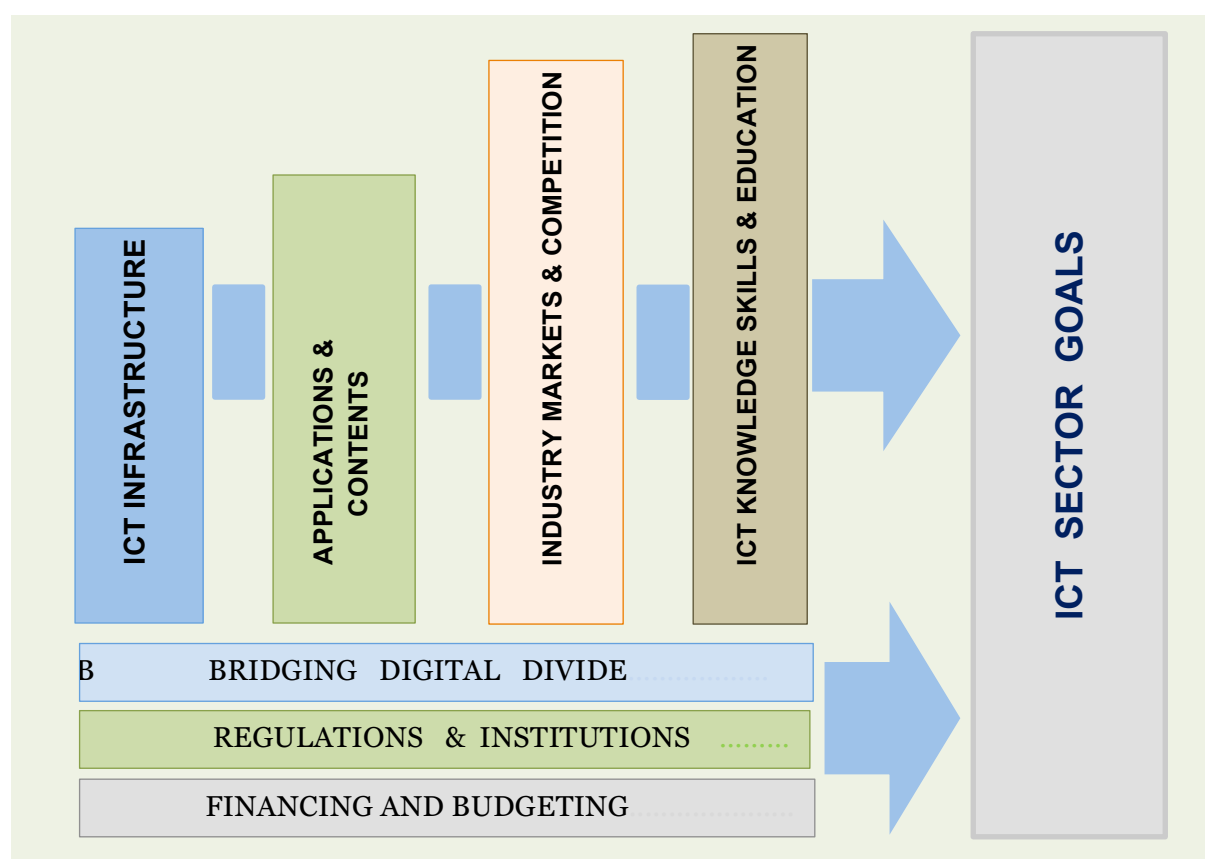 ICT INFRASTRUCTURE
APPLICATIONS &
CONTENTS
INDUSTRY MARKETS & COMPETITION
ICT KNOWLEDGE SKILLS & EDUCATION
ICT SECTOR GOALS
B BRIDGING DIGITAL DIVIDE..................
REGULATIONS & INSTITUTIONS .........
FINANCING AND BUDGETING.....................